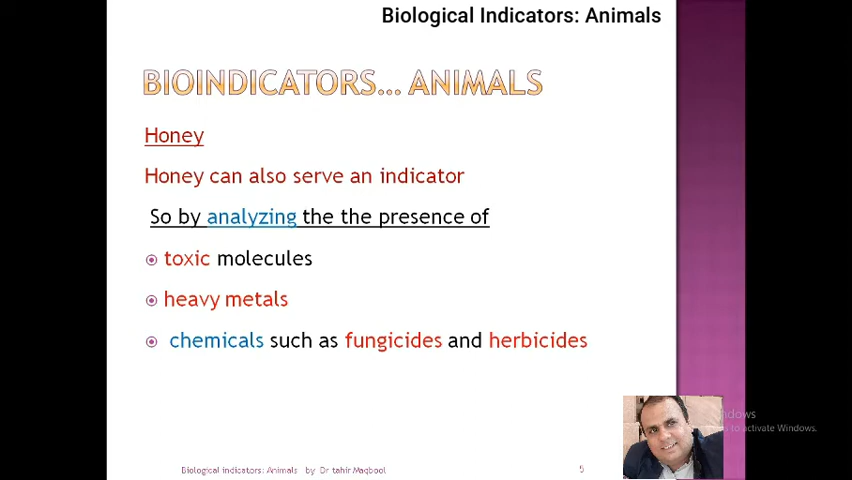 Biological Indicators: Animals
BIOINDICATORS... ANIMALS
Honey
Honey can also serve an indicator
So by analyzing the the presence of
toxic molecules
heavy metals
chemicals such as fungicides and herbicides
Biological indicators: Animals by Dr tahir Maqbool
5
ndows
to activate Windows.